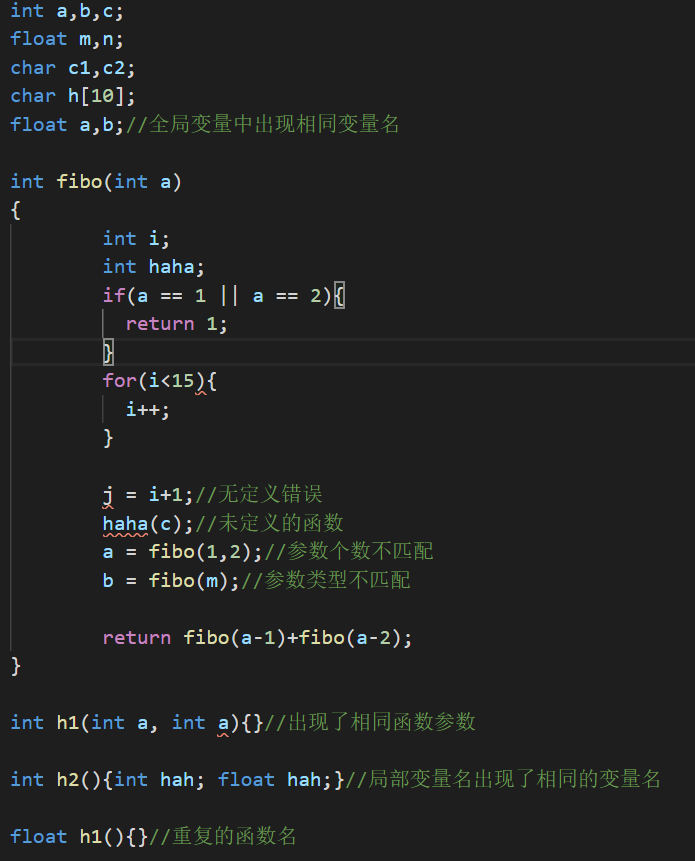 int a,b,c;
float m,n;
char c1,c2;
char h[10];
float a,b;//全局变量中出现相同变量名
int fibo(int a)
{
int i;
int haha;
if(a == 1 || a == 2){
return 1;
}
for(i<15){
i++;
}
j = i+1;//无定义错误
haha(c);//未定义的函数
a = fibo(1,2);//参数个数不匹配
b = fibo(m);//参数类型不匹配
return fibo(a-1)+fibo(a-2);
}
int h1(int a, int a){}//出现了相同函数参数
int h2(){int hah; float hah;}//局部变量名出现了相同的变量名
float h1(){}//重复的函数名